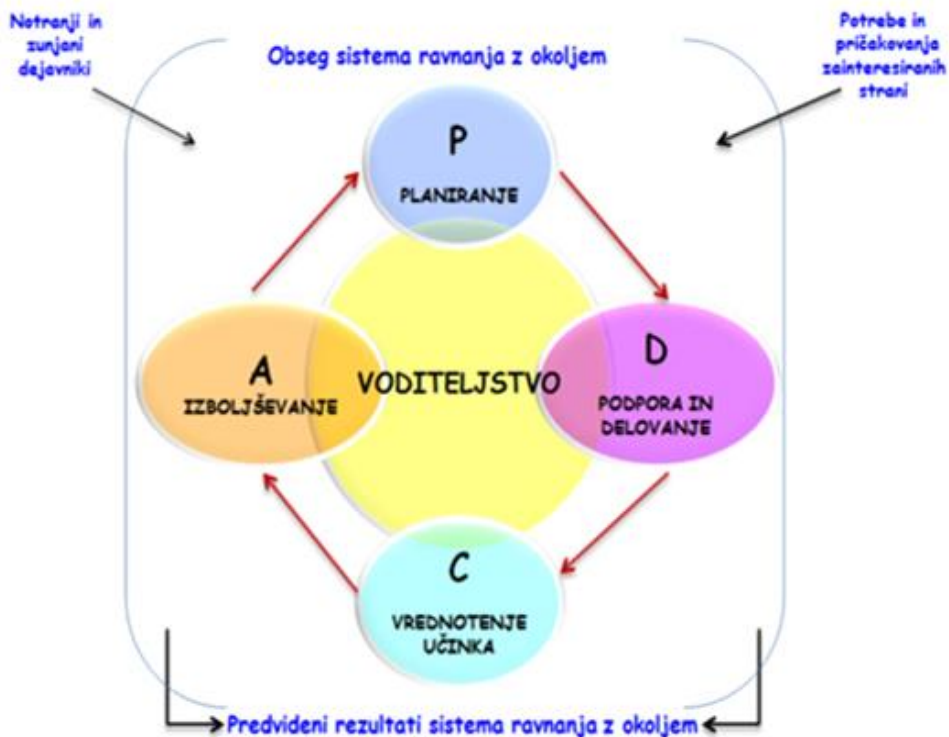 Notranji in
zunjani
dejavniki
Potrebe in
pričakovanja
zainteresiranih
strani
Obseg sistema ravnanja z okoljem
P
PLANIRANJE
A
IZBOLJŠEVANJE
VODITELJSTVO
D
PODPORA IN
DELOVANJE
C
VREDNOTENJE
UČINKA
Predvideni rezultati sistema ravnanja z okoljem